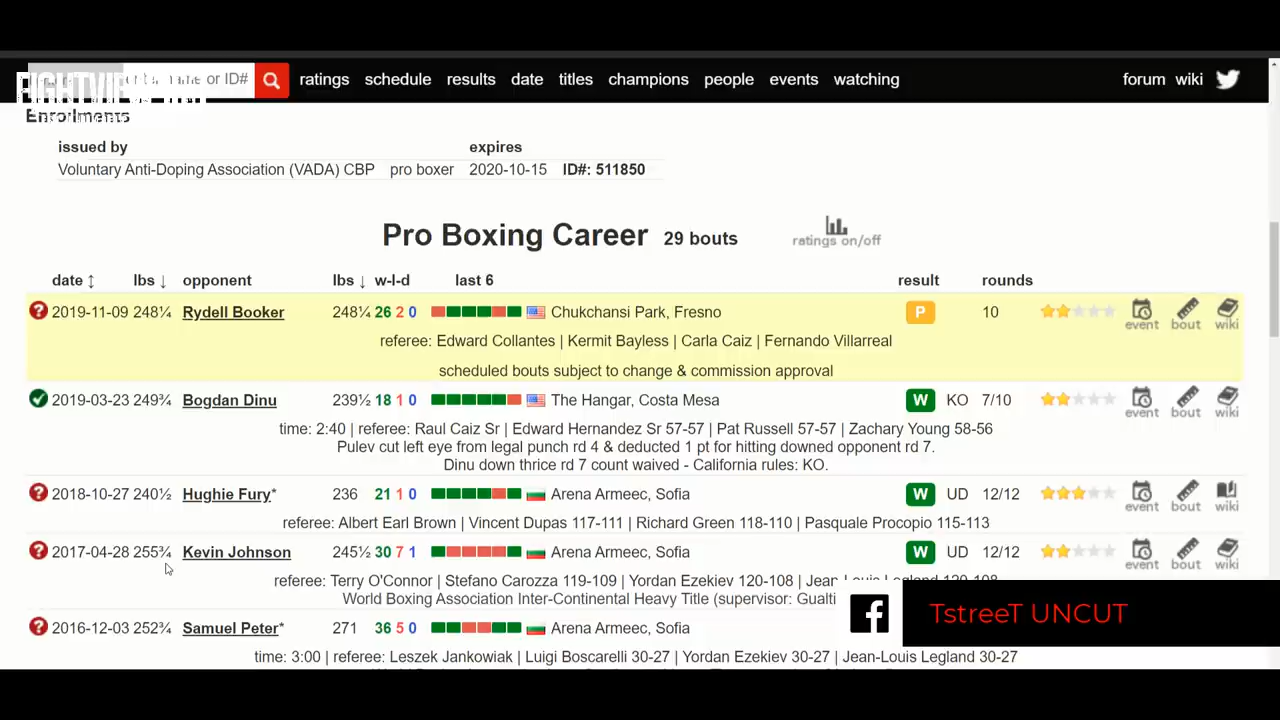 FIGHTVIEW
name or ID#
ratings schedule results date titles champions people events watching forum wiki
Enrolments
issued by expires
Voluntary Anti-Doping Association (VADA) CBP pro boxer 2020-10-15 ID#: 511850
Pro Boxing Career 29 bouts ratings on/off
date lbs ↓ opponent lbs ↓ w-l-d last 6 result rounds
2019-11-09 248¼ Rydell Booker 248¼ 26 2 0 Chukchansi Park, Fresno P 10 event bout wiki
referee: Edward Collantes | Kermit Bayless | Carla Caiz | Fernando Villarreal
scheduled bouts subject to change & commission approval
2019-03-23 249¾ Bogdan Dinu 239½ 18 1 0 The Hangar, Costa Mesa W KO 7/10 event bout wiki
time: 2:40 | referee: Raul Caiz Sr | Edward Hernandez Sr 57-57 | Pat Russell 57-57 | Zachary Young 58-56
Pulev cut left eye from legal punch rd 4 & deducted 1 pt for hitting downed opponent rd 7.
Dinu down thrice rd 7 count waived - California rules: KO.
2018-10-27 240½ Hughie Fury* 236 21 1 0 Arena Armeec, Sofia W UD 12/12 event bout wiki
referee: Albert Earl Brown | Vincent Dupas 117-111 | Richard Green 118-110 | Pasquale Procopio 115-113
2017-04-28 255¾ Kevin Johnson 245½ 30 7 1 Arena Armeec, Sofia W UD 12/12 event bout wiki
referee: Terry O'Connor | Stefano Carozza 119-109 | Yordan Ezekiev 120-108 | Jean-Louis Legland 120-108
World Boxing Association Inter-Continental Heavy Title (supervisor: Gualti
TstreeT UNCUT
2016-12-03 252¾ Samuel Peter* 271 36 5 0 Arena Armeec, Sofia
time: 3:00 | referee: Leszek Jankowiak | Luigi Boscarelli 30-27 | Yordan Ezekiev 30-27 | Jean-Louis Legland 30-27